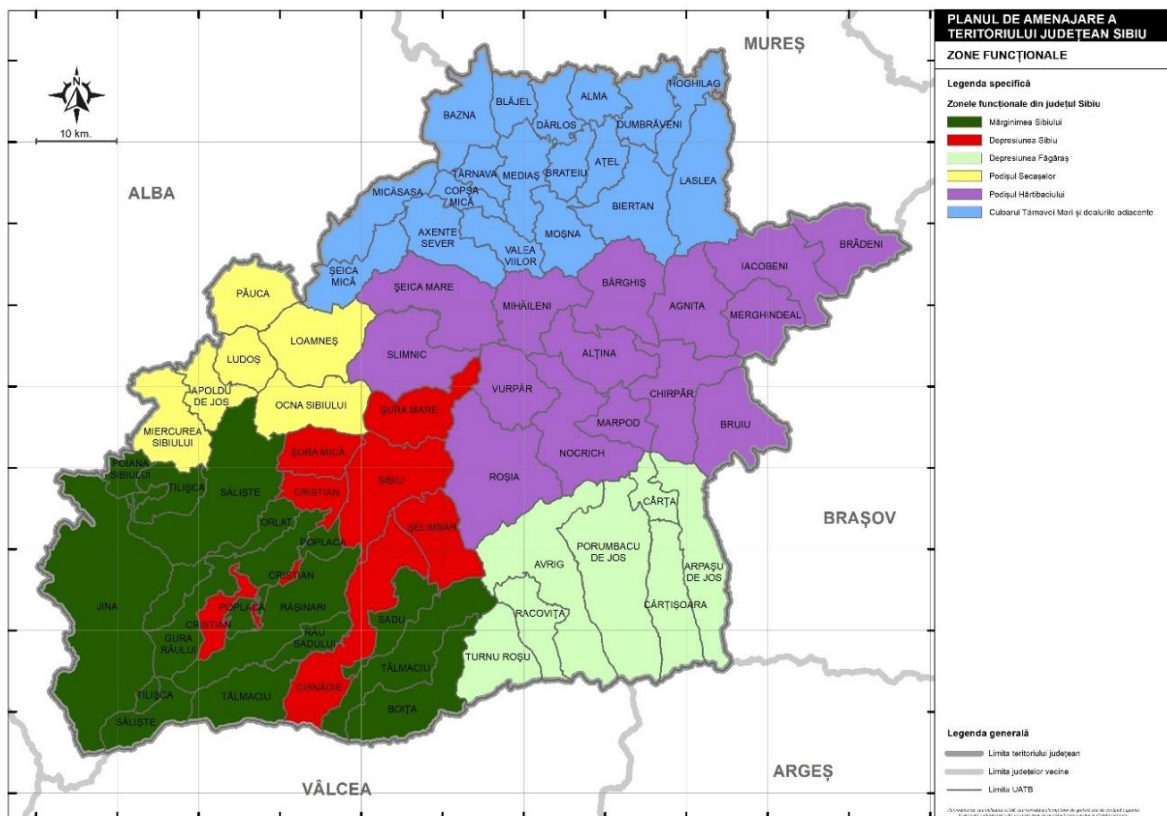 PLANUL DE AMENAJARE A
TERITORIULUI JUDEȚEAN SIBIU
ZONE FUNCȚIONALE
Legenda specifică
Zonele funcționale din județul Sibiu
Mărginimea Sibiului
Depresiunea Sibiu
Depresiunea Făgăraș
Podișul Secașelor
Podișul Hârtibaciului
Culoarul Târnavei Mari și dealurile adiacente
N
10 km.
MUREȘ
ALBA
BRAȘOV
ARGEȘ
VÂLCEA
HOGHILAG
BLĂJEL
ALMA
BAZNA
DÂRLOS
DUMBRĂVENI
AȚEL
TÂRNAVA
MEDIAȘ
BRATEIU
LASLEA
MICĂSASA
COPȘA
MICĂ
BIERTAN
AXENTE
SEVER
MOȘNA
VALEA
VIILOR
BRĂDENI
ȘEICA
MICĂ
IACOBENI
ȘEICA MARE
BÂRGHIȘ
PĂUCA
MIHĂILENI
AGNITA
MERGHINDEAL
LOAMNEȘ
SLIMNIC
ALȚINA
LUDOȘ
APOLDU
DE JOS
VURPĂR
CHIRPĂR
OCNA SIBIULUI
ȘURA MARE
MARPOD
BRUIU
MIERCUREA
SIBIULUI
NOCRICH
ȘURA MICĂ
POIANA
SIBIULUI
SIBIU
ROȘIA
TILIȘCA
SĂLIȘTE
CRISTIAN
CÂRȚA
ORLAT
ȘELIMBĂR
POPLACA
PORUMBACU
DE JOS
AVRIG
ARPAȘU
DE JOS
CRISTIAN
JINA
POPLACA
RĂȘINARI
CÂRȚIȘOARA
RACOVIȚA
CRISTIAN
SADU
GURA
RÂULUI
RÂU
SADULUI
TURNU ROȘU
TĂLMACIU
CISNĂDIE
TILIȘCA
TĂLMACIU
BOIȚA
SĂLIȘTE
Legenda generală
Limita teritoriului județean
Limita județelor vecine
Limita UATB